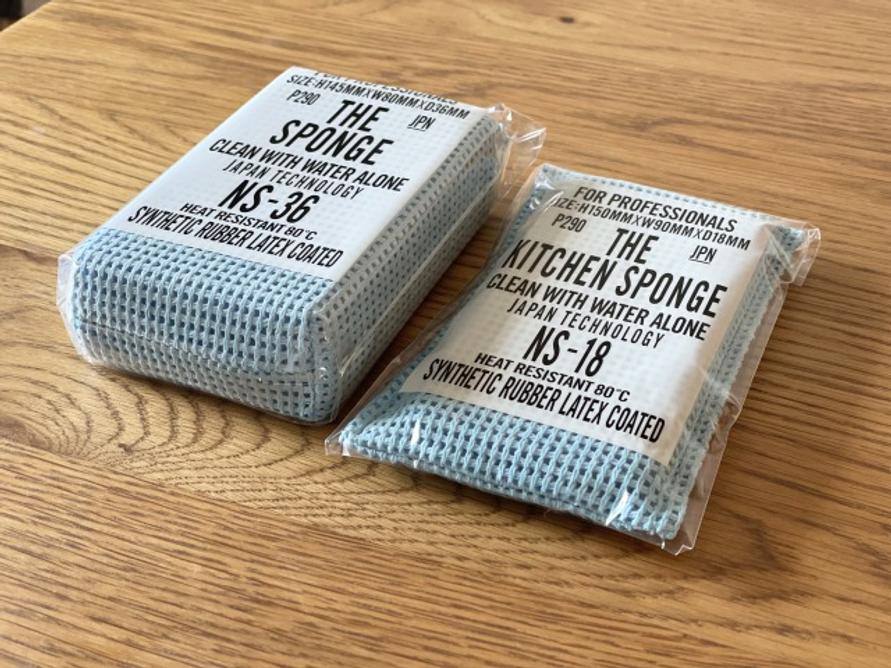 FOR PROFESSIONALS
SIZE:H145MMXW80MMXD36MM
P290
JPN
THE
SPONGE
CLEAN WITH WATER ALONE
JAPAN TECHNOLOGY
NS-36
HEAT RESISTANT 80°C
SYNTHETIC RUBBER LATEX COATED
FOR PROFESSIONALS
SIZE:H150MMXW90MMXD18MM
P290
JPN
THE
KITCHEN SPONGE
CLEAN WITH WATER ALONE
JAPAN TECHNOLOGY
NS-18
HEAT RESISTANT 80°C
SYNTHETIC RUBBER LATEX COATED